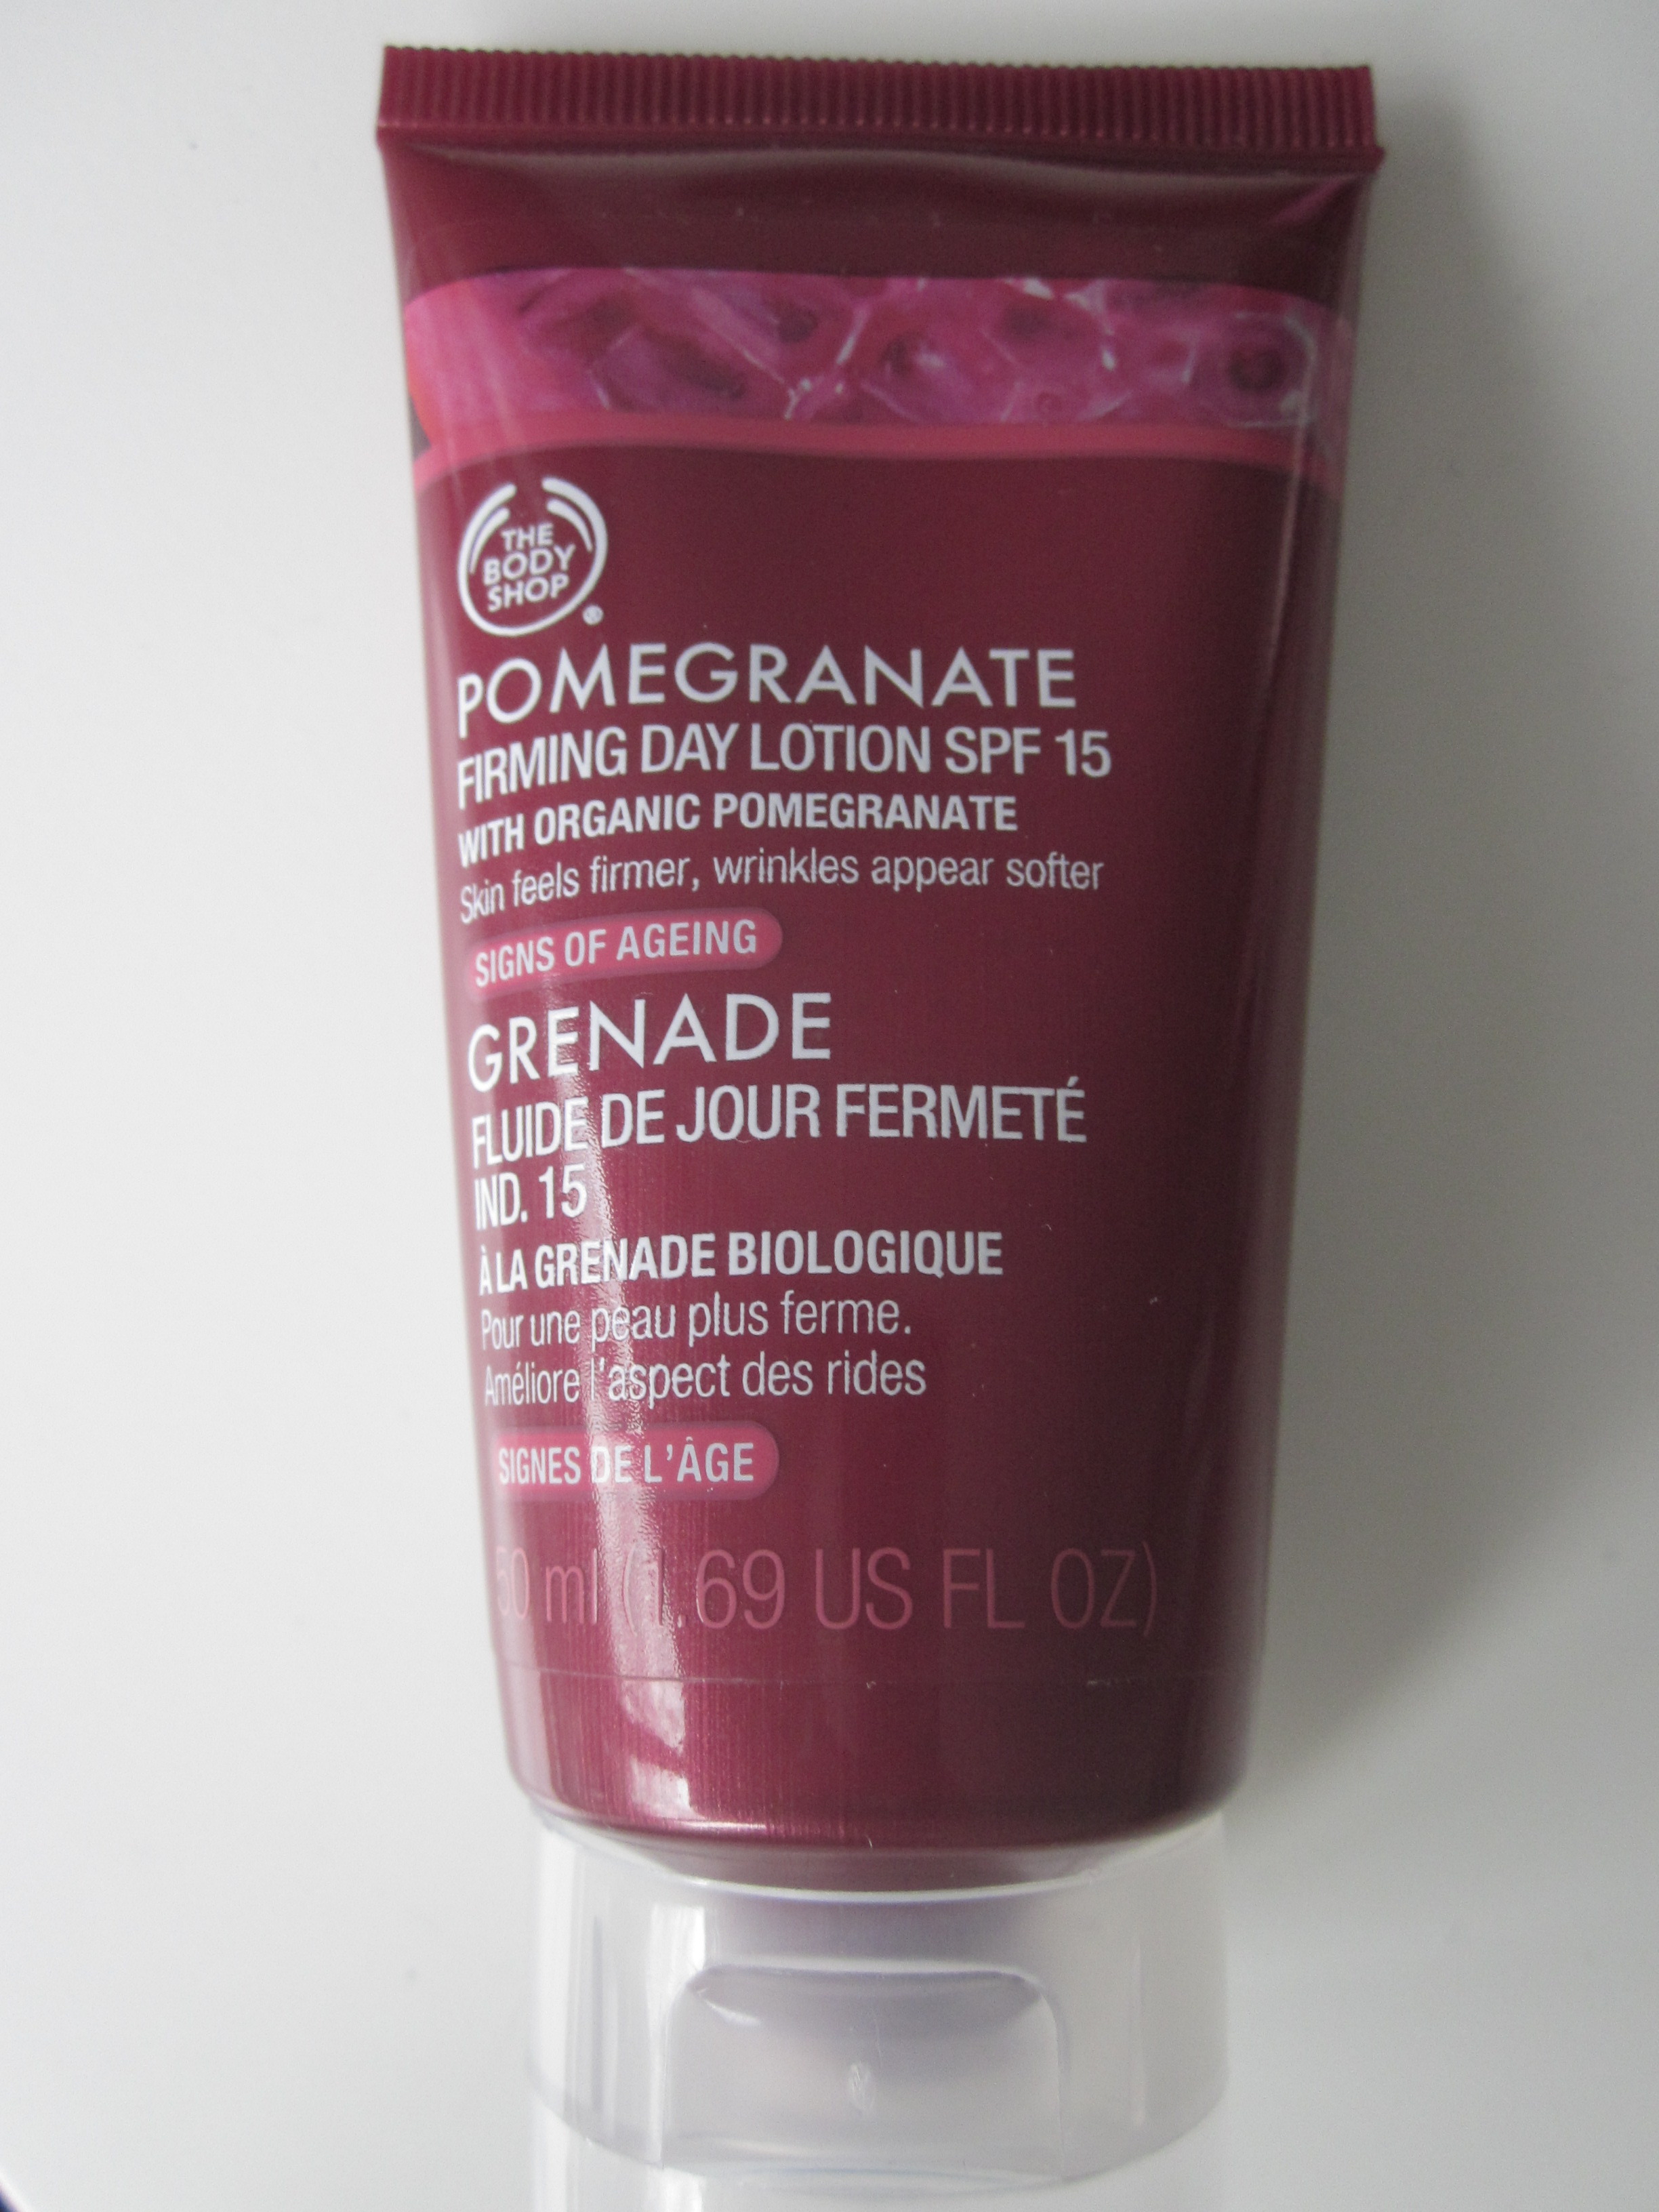 THE
BODY
SHOP®
POMEGRANATE
FIRMING DAY LOTION SPF 15
WITH ORGANIC POMEGRANATE
Skin feels firmer, wrinkles appear softer
SIGNS OF AGEING
GRENADE
FLUIDE DE JOUR FERMETÉ
IND. 15
À LA GRENADE BIOLOGIQUE
Pour une peau plus ferme.
Améliore l'aspect des rides
SIGNES DE L'ÂGE
50 ml (1.69 US FL OZ)